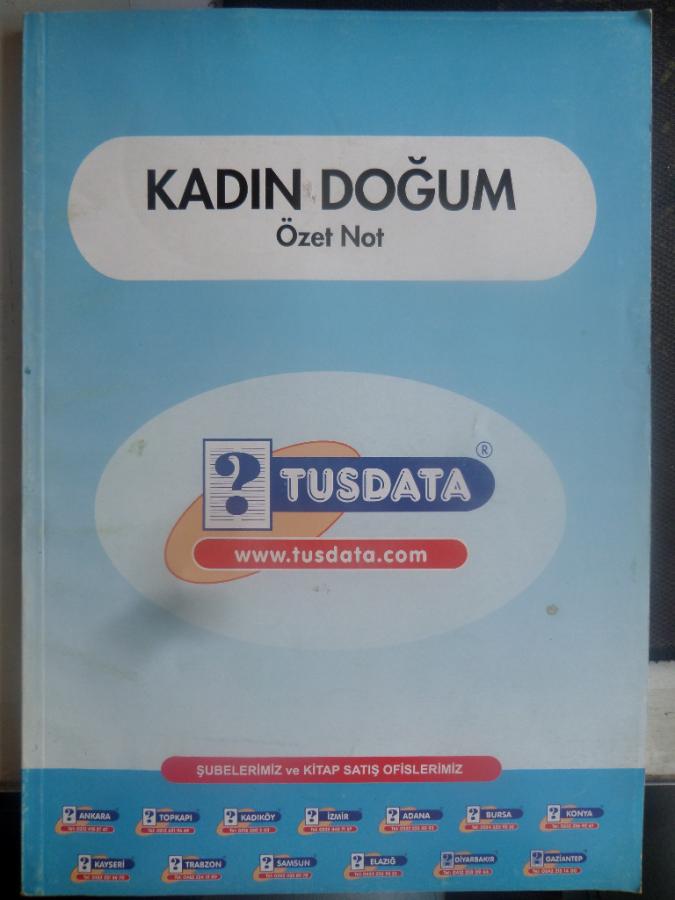 KADIN DOĞUM
Özet Not
?
TUSDATA ®
www.tusdata.com
ŞUBELERİMİZ ve KİTAP SATIŞ OFİSLERİMİZ
? ANKARA ? TOPKAPI ? KADIKÖY ? İZMİR ? ADANA ? BURSA ? KONYA
? KAYSERİ ? TRABZON ? SAMSUN ? ELAZIĞ ? DİYARBAKIR ? GAZİANTEP